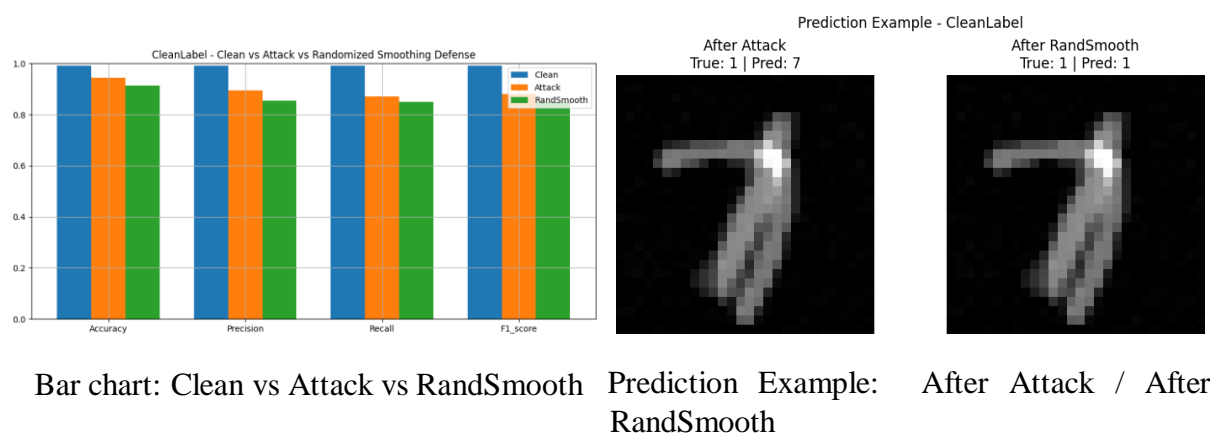 CleanLabel - Clean vs Attack vs Randomized Smoothing Defense
1.0
0.8
0.6
0.4
0.2
0.0
Clean
Attack
RandSmooth
Accuracy
Precision
Recall
F1_score
Prediction Example - CleanLabel
After Attack
True: 1 | Pred: 7
After RandSmooth
True: 1 | Pred: 1
Bar chart: Clean vs Attack vs RandSmooth
Prediction Example: After Attack / After
RandSmooth